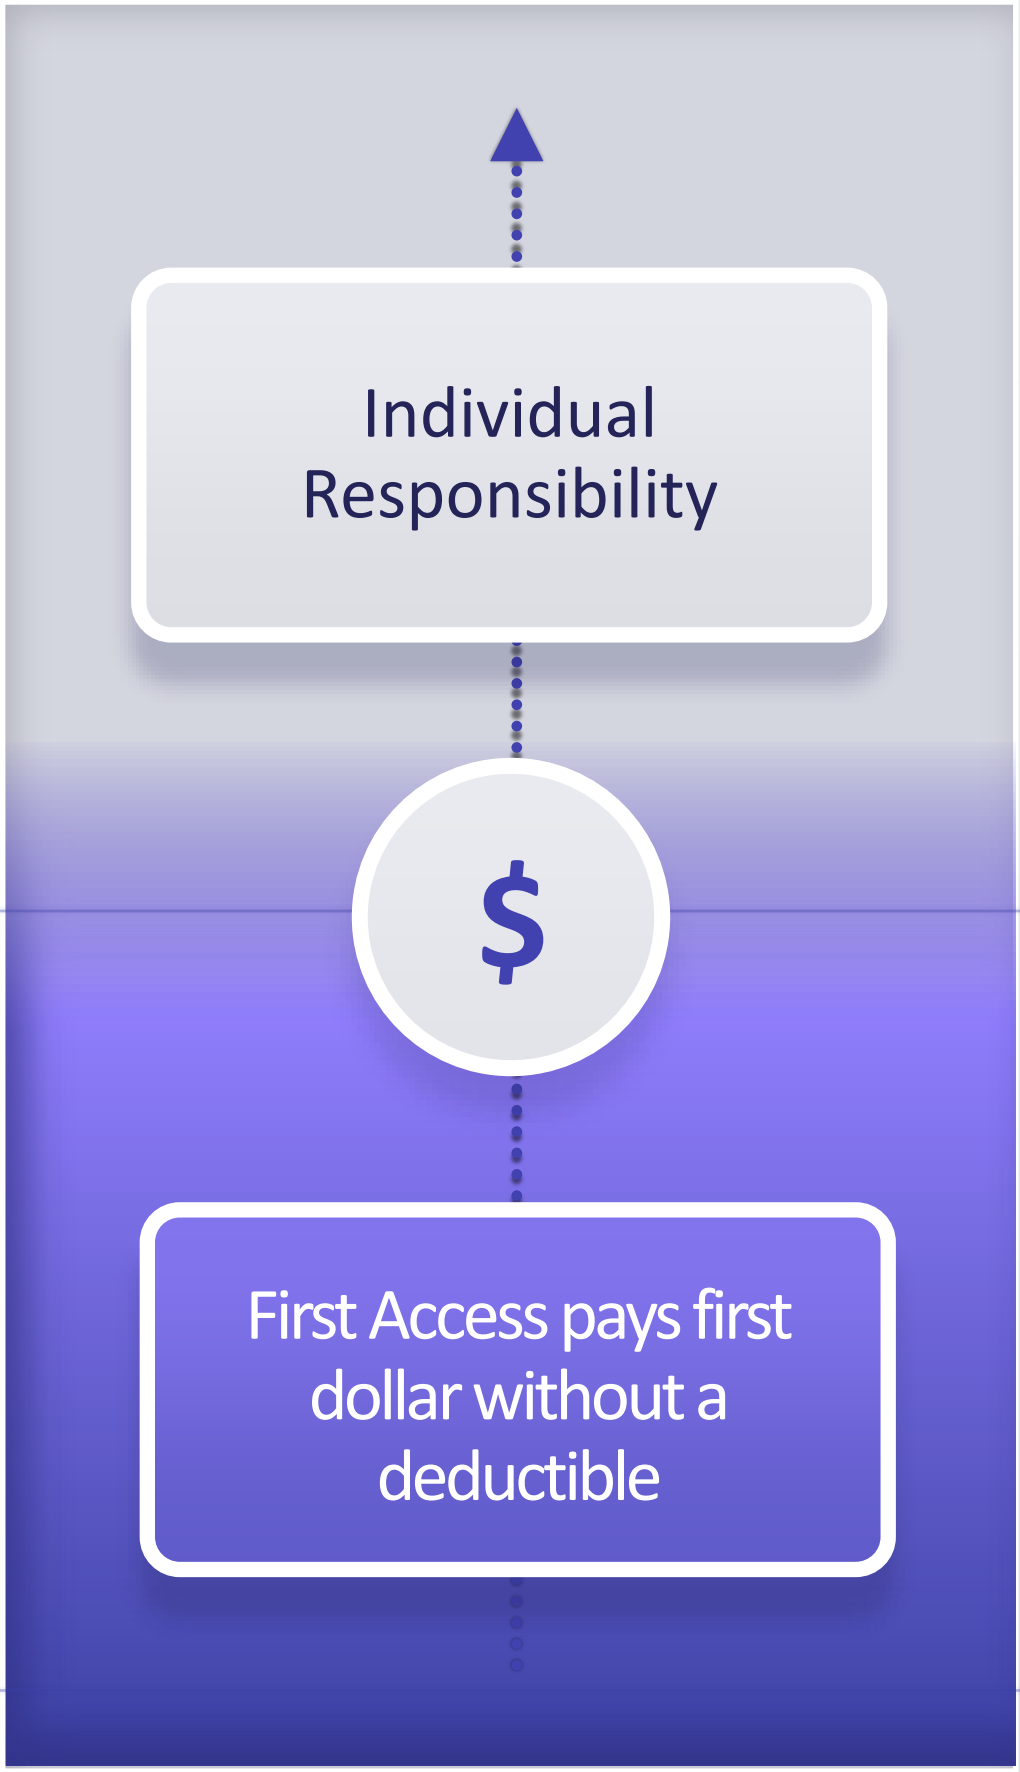 Individual
Responsibility
$
First Access pays first
dollar without a
deductible